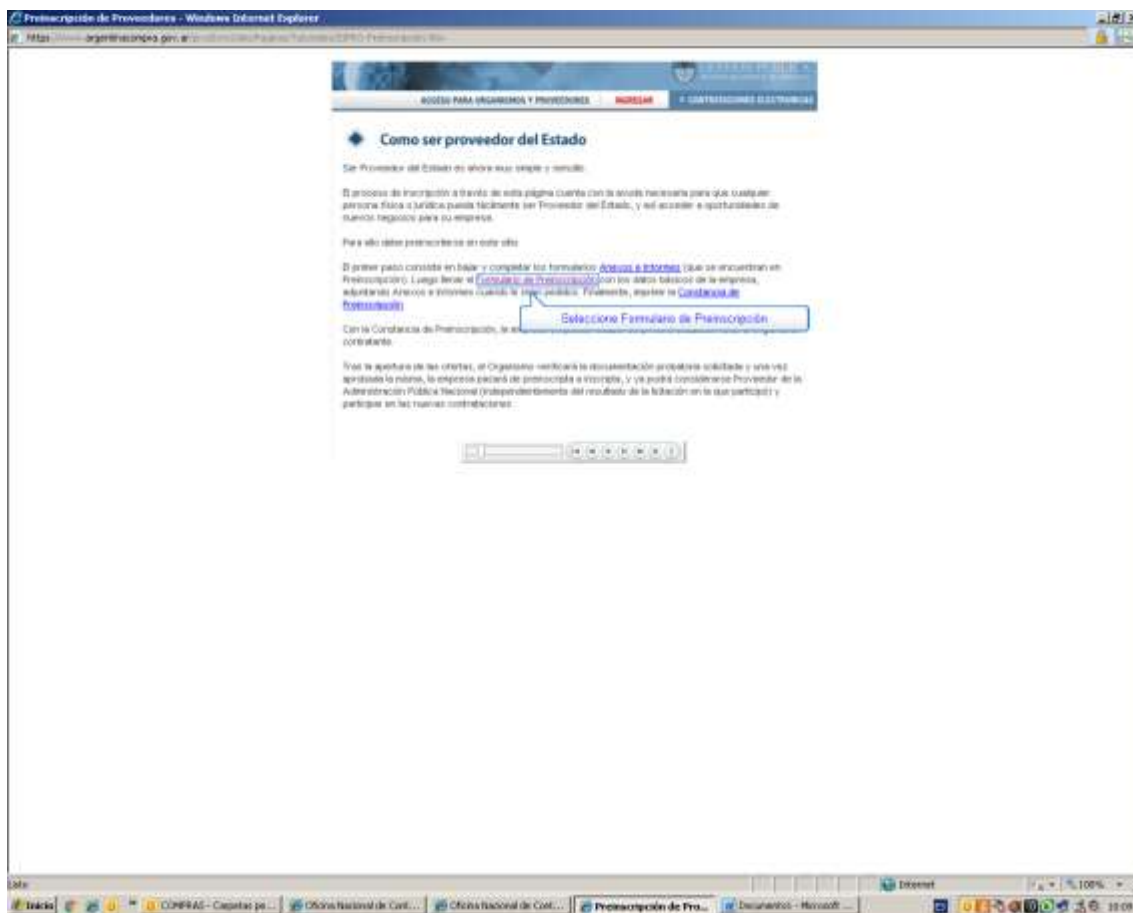 Preinscripción de Proveedores - Windows Internet Explorer
argentinacompra.gov.ar
ACCESO PARA ORGANISMOS Y PROVEEDORES INGRESAR + CONTRATACIONES ELECTRONICAS
Como ser proveedor del Estado
Ser Proveedor del Estado es ahora muy simple y sencillo.
El proceso de inscripción a través de esta página cuenta con la ayuda necesaria para que cualquier
persona física o jurídica pueda fácilmente ser Proveedor del Estado, y así acceder a oportunidades de
nuevos negocios para su empresa.
Para ello debe preinscribirse en este sitio.
El primer paso consiste en bajar y completar los formularios Anexos e Informes (que se encuentran en
Preinscripción). Luego llenar el Formulario de Preinscripción con los datos básicos de la empresa,
adjuntando Anexos e Informes cuando le sean pedidos. Finalmente, imprimir la Constancia de
Preinscripción
Seleccione Formulario de Preinscripción
Con la Constancia de Preinscripción, la
contratante.
Tras la apertura de las ofertas, el Organismo verificará la documentación probatoria solicitada y una vez
aprobada la misma, la empresa pasará de preinscripta a inscripta, y ya podrá considerarse Proveedor de la
Administración Pública Nacional (independientemente del resultado de la licitación en la que participó) y
participar en las nuevas contrataciones.
Listo Internet 100%
Inicio COMPRAS - Carpetas pe... Oficina Nacional de Cont... Oficina Nacional de Cont... Preinscripción de Pro... Documentos - Microsoft ... 10:09